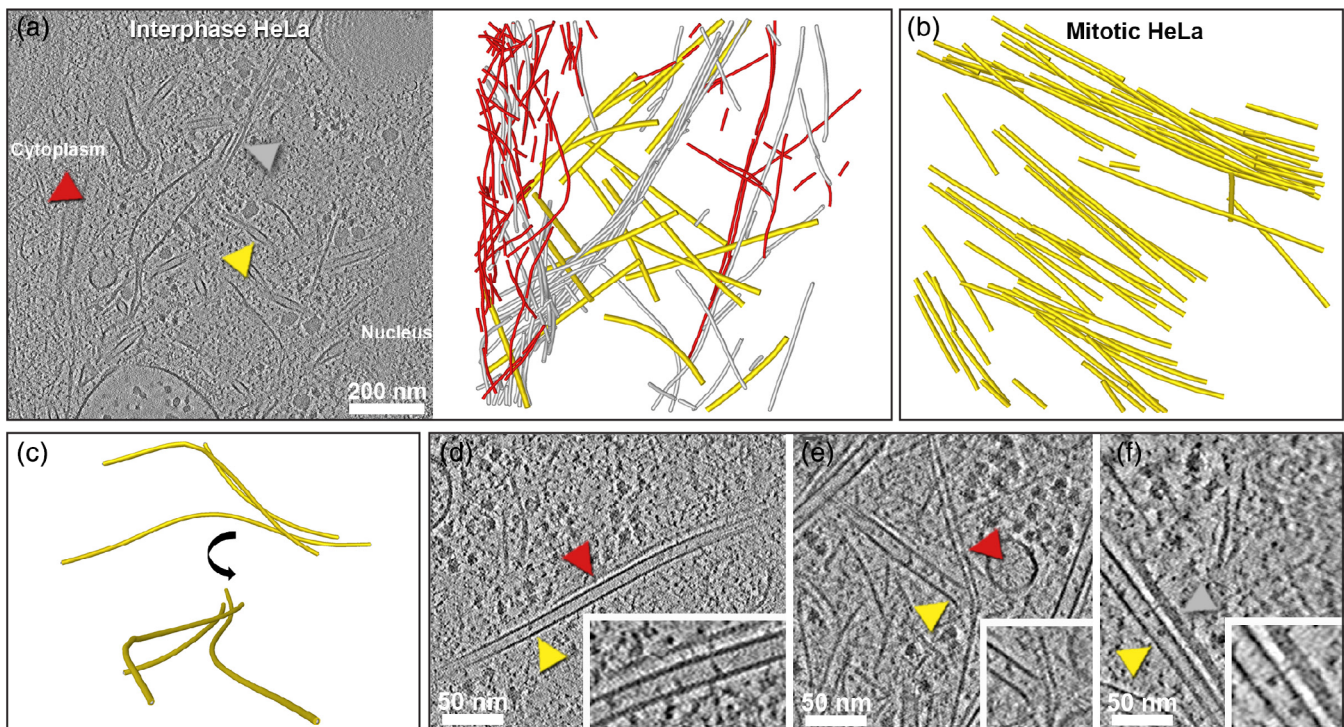 (a)
Interphase HeLa
Cytoplasm
Nucleus
200 nm
(b)
Mitotic HeLa
(c)
(d)
50 nm
(e)
50 nm
(f)
50 nm